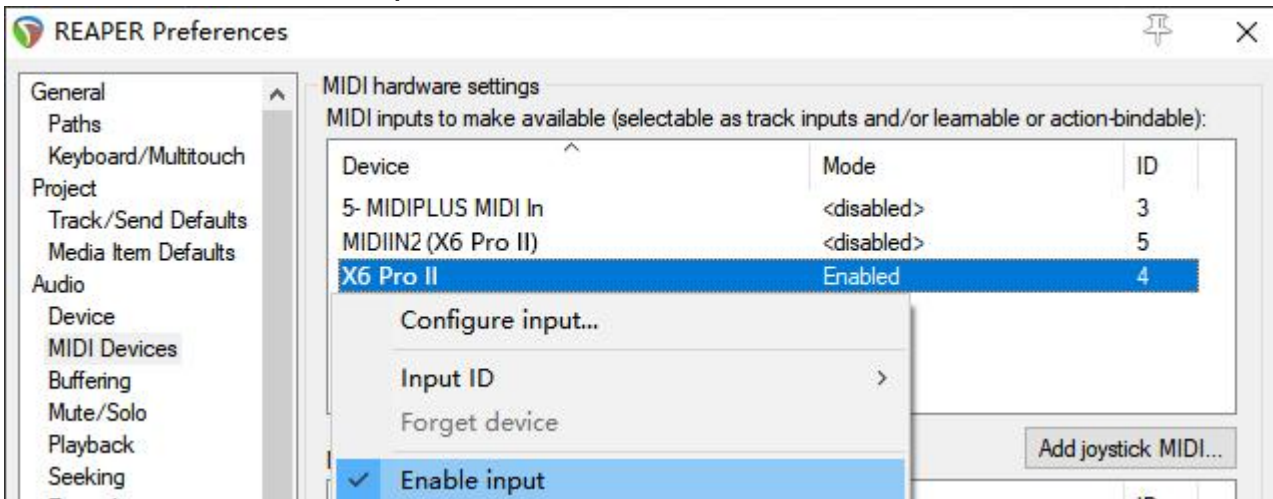 REAPER Preferences
General
Paths
Keyboard/Multitouch
Project
Track/Send Defaults
Media Item Defaults
Audio
Device
MIDI Devices
Buffering
Mute/Solo
Playback
Seeking
MIDI hardware settings
MIDI inputs to make available (selectable as track inputs and/or learnable or action-bindable):
Device Mode ID
5- MIDIPLUS MIDI In <disabled> 3
MIDIIN2 (X6 Pro II) <disabled> 5
X6 Pro II Enabled 4
Configure input...
Input ID
Forget device
Add joystick MIDI...
Enable input